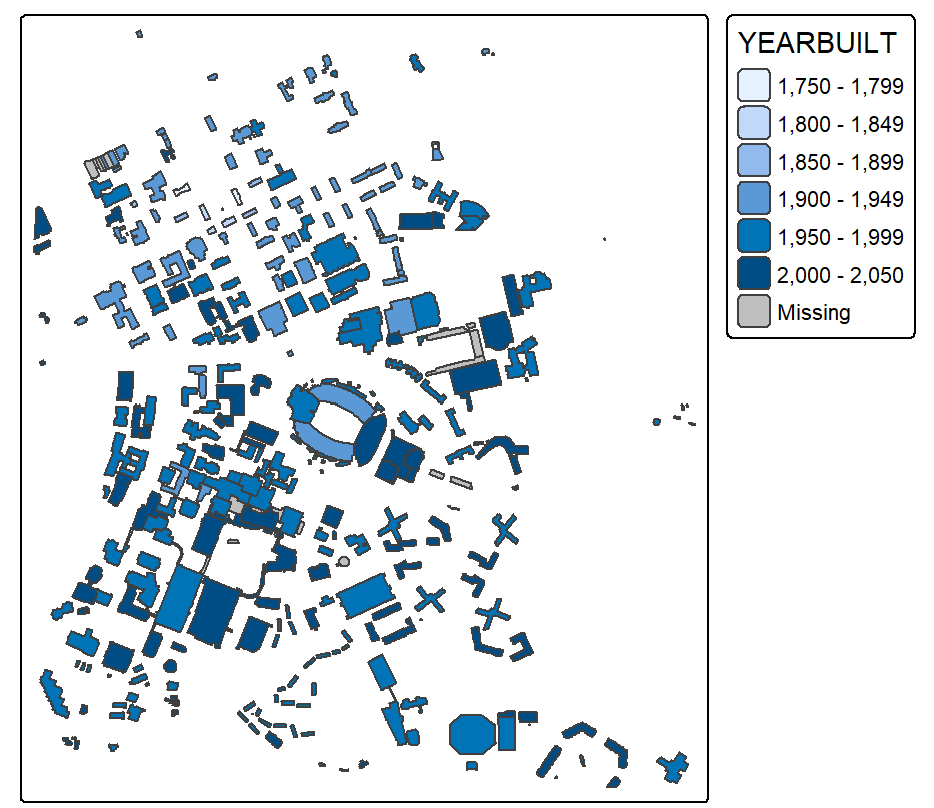 YEARBUILT
1,750 - 1,799
1,800 - 1,849
1,850 - 1,899
1,900 - 1,949
1,950 - 1,999
2,000 - 2,050
Missing